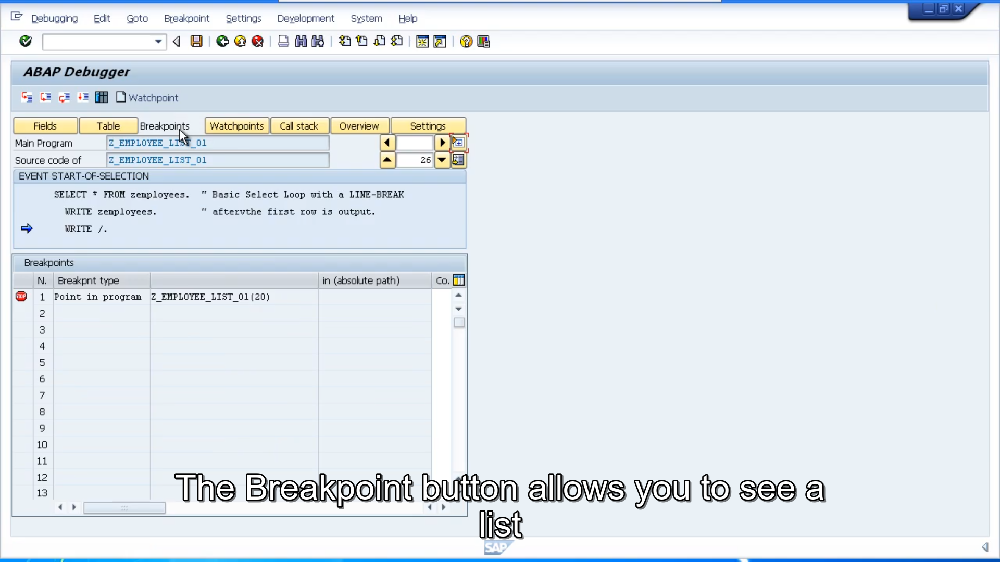 Debugging Edit Goto Breakpoint Settings Development System Help
ABAP Debugger
Watchpoint
Fields Table Breakpoints Watchpoints Call stack Overview Settings
Main Program Z_EMPLOYEE_LIST_01
Source code of Z_EMPLOYEE_LIST_01 26
EVENT START-OF-SELECTION
SELECT * FROM zemployees. " Basic Select Loop with a LINE-BREAK
WRITE zemployees. " aftervthe first row is output.
WRITE /.
Breakpoints
N. Breakpnt type in (absolute path) Co.
STOP 1 Point in program Z_EMPLOYEE_LIST_01(20)
2
3
4
5
6
7
8
9
10
11
12
13
The Breakpoint button allows you to see a
list
SAP